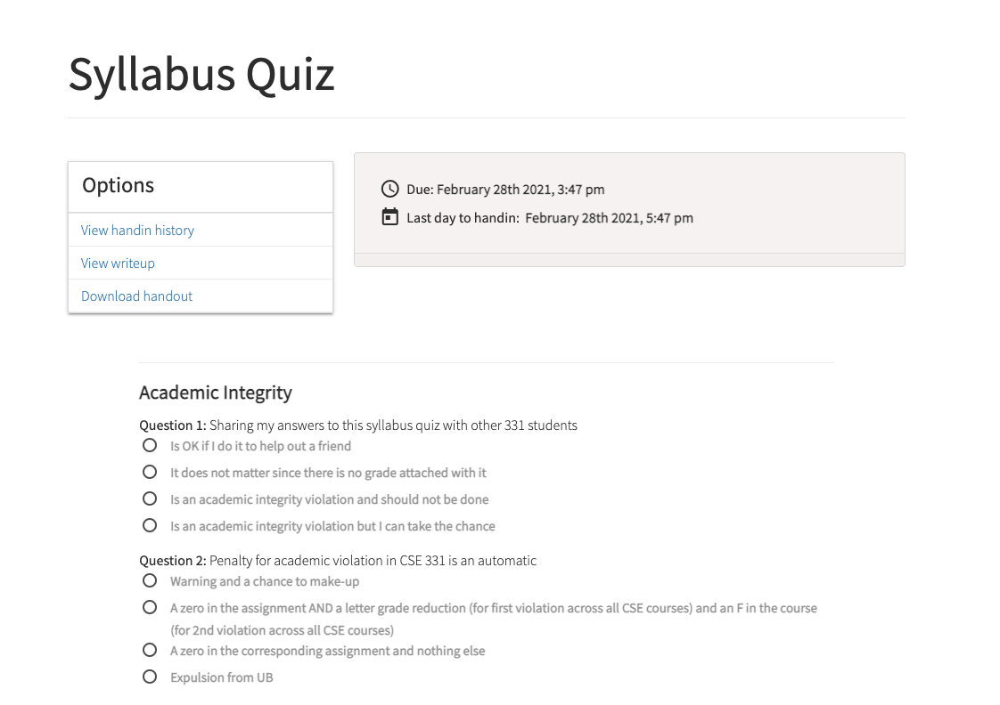 Syllabus Quiz
Options
View handin history
View writeup
Download handout
Due: February 28th 2021, 3:47 pm
Last day to handin: February 28th 2021, 5:47 pm
Academic Integrity
Question 1: Sharing my answers to this syllabus quiz with other 331 students
Is OK if I do it to help out a friend
It does not matter since there is no grade attached with it
Is an academic integrity violation and should not be done
Is an academic integrity violation but I can take the chance
Question 2: Penalty for academic violation in CSE 331 is an automatic
Warning and a chance to make-up
A zero in the assignment AND a letter grade reduction (for first violation across all CSE courses) and an F in the course
(for 2nd violation across all CSE courses)
A zero in the corresponding assignment and nothing else
Expulsion from UB